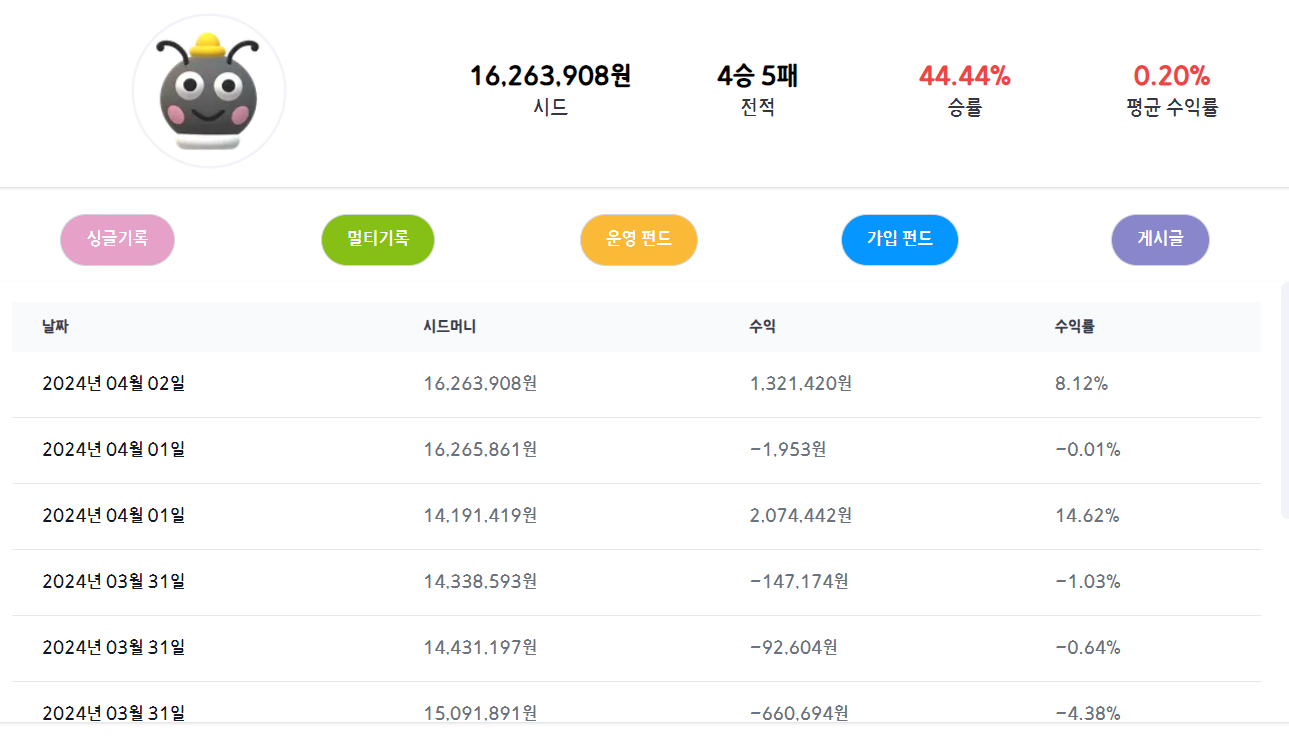 16,263,908원 4승 5패 44.44% 0.20%
시드 전적 승률 평균 수익률
싱글기록 멀티기록 운영 펀드 가입 펀드 게시글
날짜 시드머니 수익 수익률
2024년 04월 02일 16,263,908원 1,321,420원 8.12%
2024년 04월 01일 16,265,861원 -1,953원 -0.01%
2024년 04월 01일 14,191,419원 2,074,442원 14.62%
2024년 03월 31일 14,338,593원 -147,174원 -1.03%
2024년 03월 31일 14,431,197원 -92,604원 -0.64%
2024년 03월 31일 15,091,891원 -660,694원 -4.38%